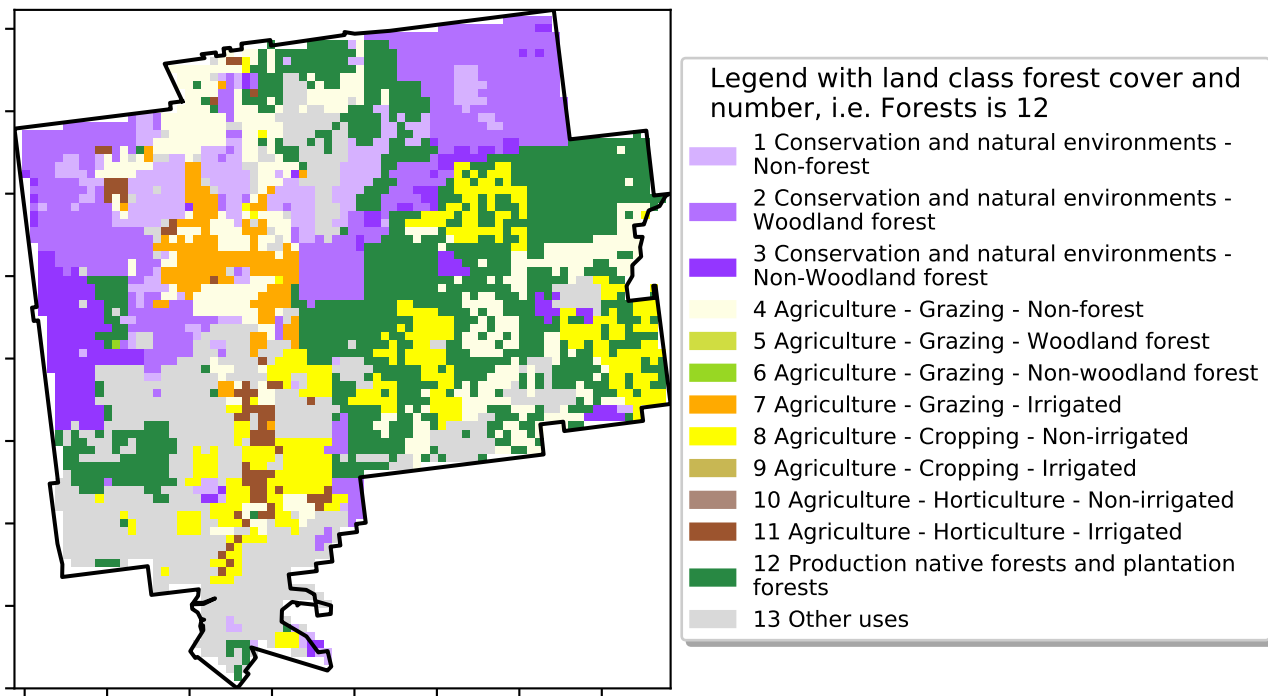 Legend with land class forest cover and
number, i.e. Forests is 12
1 Conservation and natural environments -
Non-forest
2 Conservation and natural environments -
Woodland forest
3 Conservation and natural environments -
Non-Woodland forest
4 Agriculture - Grazing - Non-forest
5 Agriculture - Grazing - Woodland forest
6 Agriculture - Grazing - Non-woodland forest
7 Agriculture - Grazing - Irrigated
8 Agriculture - Cropping - Non-irrigated
9 Agriculture - Cropping - Irrigated
10 Agriculture - Horticulture - Non-irrigated
11 Agriculture - Horticulture - Irrigated
12 Production native forests and plantation
forests
13 Other uses